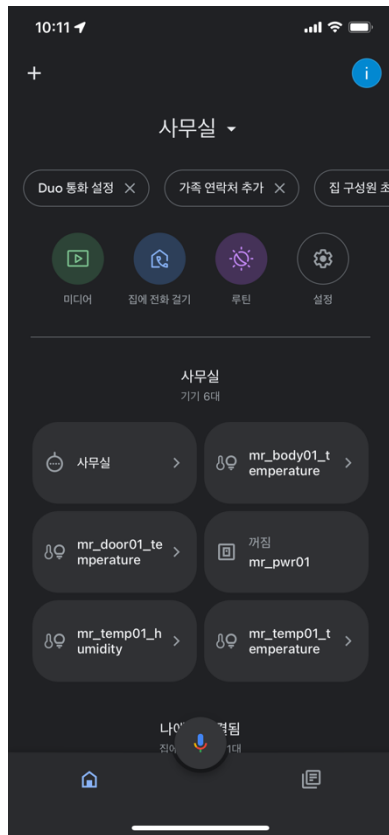 10:11
사무실
Duo 통화 설정
가족 연락처 추가
집 구성원
미디어
집에 전화 걸기
루틴
설정
사무실
기기 6대
사무실
mr_body01_t
emperature
mr_door01_te
mperature
꺼짐
mr_pwr01
mr_temp01_h
umidity
mr_temp01_t
emperature